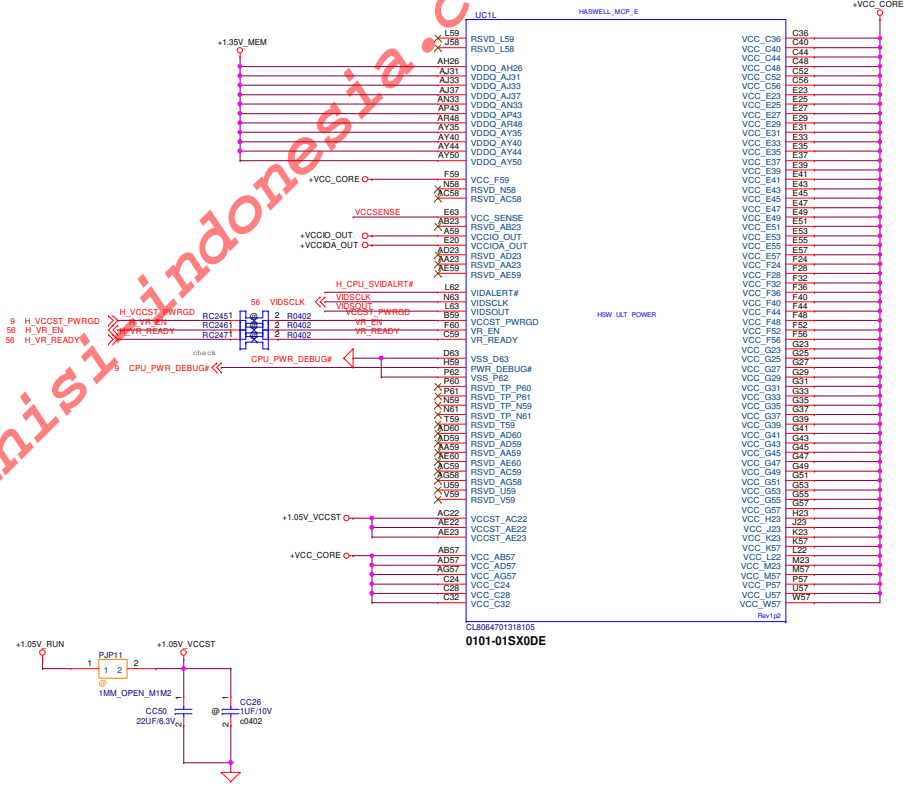 +VCC_CORE
UC1L
HASWELL_MCP_E
+1.35V_MEM
L59 RSVD_L59
J58 RSVD_L58
AH26 VDDQ_AH26
AJ31 VDDQ_AJ31
AJ33 VDDQ_AJ33
AJ37 VDDQ_AJ37
AN33 VDDQ_AN33
AP43 VDDQ_AP43
AR48 VDDQ_AR48
AY35 VDDQ_AY35
AY40 VDDQ_AY40
AY44 VDDQ_AY44
AY50 VDDQ_AY50
+VCC_CORE F59 VCC_F59
N58 RSVD_N58
AC58 RSVD_AC58
VCCSENSE E63 VCC_SENSE
AB23 RSVD_AB23
+VCCIO_OUT A59 VCCIO_OUT
+VCCIOA_OUT E20 VCCIOA_OUT
AD23 RSVD_AD23
AA23 RSVD_AA23
AE59 RSVD_AE59
H_CPU_SVIDALRT# L62 VIDALERT#
56 VIDSCLK VIDSCLK N63 VIDSCLK
VIDSOUT L63 VIDSOUT
9 H_VCCST_PWRGD H_VCCST_PWRGD RC245 1 @ 2 R0402 VCCST_PWRGD B59 VCCST_PWRGD
56 H_VR_EN H_VR_EN RC246 1 @ 2 R0402 VR_EN F60 VR_EN
56 H_VR_READY H_VR_READY RC247 1 @ 2 R0402 VR_READY C59 VR_READY
check
CPU_PWR_DEBUG# D63 VSS_D63
9 CPU_PWR_DEBUG# H59 PWR_DEBUG#
P62 VSS_P62
P60 RSVD_TP_P60
P61 RSVD_TP_P61
N59 RSVD_TP_N59
N61 RSVD_TP_N61
T59 RSVD_T59
AD60 RSVD_AD60
AD59 RSVD_AD59
AA59 RSVD_AA59
AE60 RSVD_AE60
AC59 RSVD_AC59
AG58 RSVD_AG58
U59 RSVD_U59
V59 RSVD_V59
+1.05V_VCCST AC22 VCCST_AC22
AE22 VCCST_AE22
AE23 VCCST_AE23
+VCC_CORE AB57 VCC_AB57
AD57 VCC_AD57
AG57 VCC_AG57
C24 VCC_C24
C28 VCC_C28
C32 VCC_C32
HSW_ULT_POWER
VCC_C36 C36
VCC_C40 C40
VCC_C44 C44
VCC_C48 C48
VCC_C52 C52
VCC_C56 C56
VCC_E23 E23
VCC_E25 E25
VCC_E27 E27
VCC_E29 E29
VCC_E31 E31
VCC_E33 E33
VCC_E35 E35
VCC_E37 E37
VCC_E39 E39
VCC_E41 E41
VCC_E43 E43
VCC_E45 E45
VCC_E47 E47
VCC_E49 E49
VCC_E51 E51
VCC_E53 E53
VCC_E55 E55
VCC_E57 E57
VCC_F24 F24
VCC_F28 F28
VCC_F32 F32
VCC_F36 F36
VCC_F40 F40
VCC_F44 F44
VCC_F48 F48
VCC_F52 F52
VCC_F56 F56
VCC_G23 G23
VCC_G25 G25
VCC_G27 G27
VCC_G29 G29
VCC_G31 G31
VCC_G33 G33
VCC_G35 G35
VCC_G37 G37
VCC_G39 G39
VCC_G41 G41
VCC_G43 G43
VCC_G45 G45
VCC_G47 G47
VCC_G49 G49
VCC_G51 G51
VCC_G53 G53
VCC_G55 G55
VCC_G57 G57
VCC_H23 H23
VCC_J23 J23
VCC_K23 K23
VCC_K57 K57
VCC_L22 L22
VCC_M23 M23
VCC_M57 M57
VCC_P57 P57
VCC_U57 U57
VCC_W57 W57
Rev1p2
CL8064701318105
0101-01SX0DE
+1.05V_RUN
+1.05V_VCCST
PJP11
1 1 2 2
@
1MM_OPEN_M1M2
CC50
22UF/6.3V
1
2
CC26
@ 1UF/10V
c0402
1
2
nisi-indonesia.c